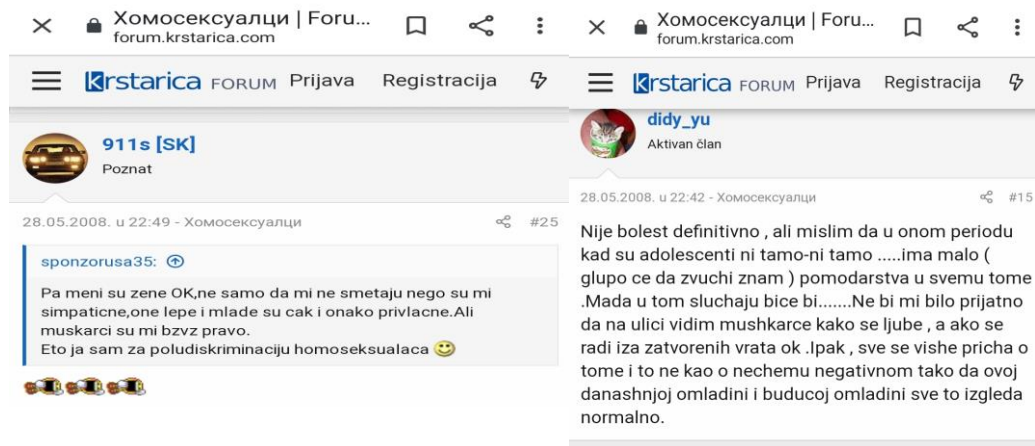 Хомосексуалци | Foru...
forum.krstarica.com
Krstarica FORUM Prijava Registracija
911s [SK]
Poznat
28.05.2008. u 22:49 - Хомосексуалци #25
sponzorusa35:
Pa meni su zene OK,ne samo da mi ne smetaju nego su mi
simpaticne,one lepe i mlade su cak i onako privlacne.Ali
muskarci su mi bzvz pravo.
Eto ja sam za poludiskriminaciju homoseksualaca
Хомосексуалци | Foru...
forum.krstarica.com
Krstarica FORUM Prijava Registracija
didy_yu
Aktivan član
28.05.2008. u 22:42 - Хомосексуалци #15
Nije bolest definitivno , ali mislim da u onom periodu
kad su adolescenti ni tamo-ni tamo .....ima malo (
glupo ce da zvuchi znam ) pomodarstva u svemu tome
.Mada u tom sluchaju bice bi.......Ne bi mi bilo prijatno
da na ulici vidim mushkarce kako se ljube , a ako se
radi iza zatvorenih vrata ok .Ipak , sve se vishe pricha o
tome i to ne kao o nechemu negativnom tako da ovoj
danashnjoj omladini i buducoj omladini sve to izgleda
normalno.